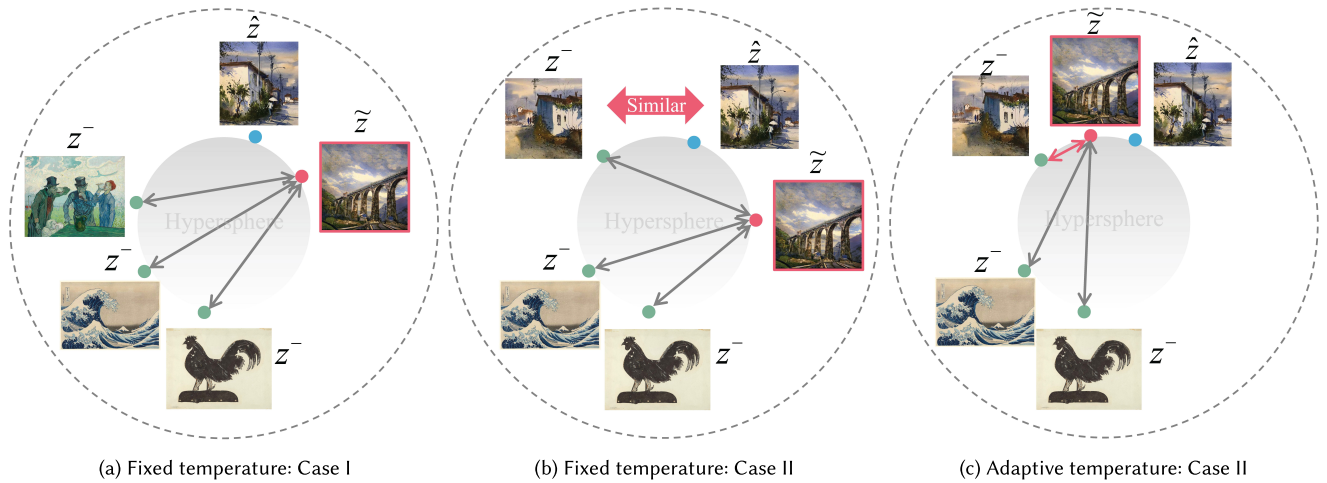 ẑ
z̃
z⁻
Hypersphere
z⁻
z⁻
(a) Fixed temperature: Case I
z⁻
Similar
ẑ
z̃
Hypersphere
z⁻
z⁻
(b) Fixed temperature: Case II
z̃
z⁻
ẑ
Hypersphere
z⁻
z⁻
(c) Adaptive temperature: Case II